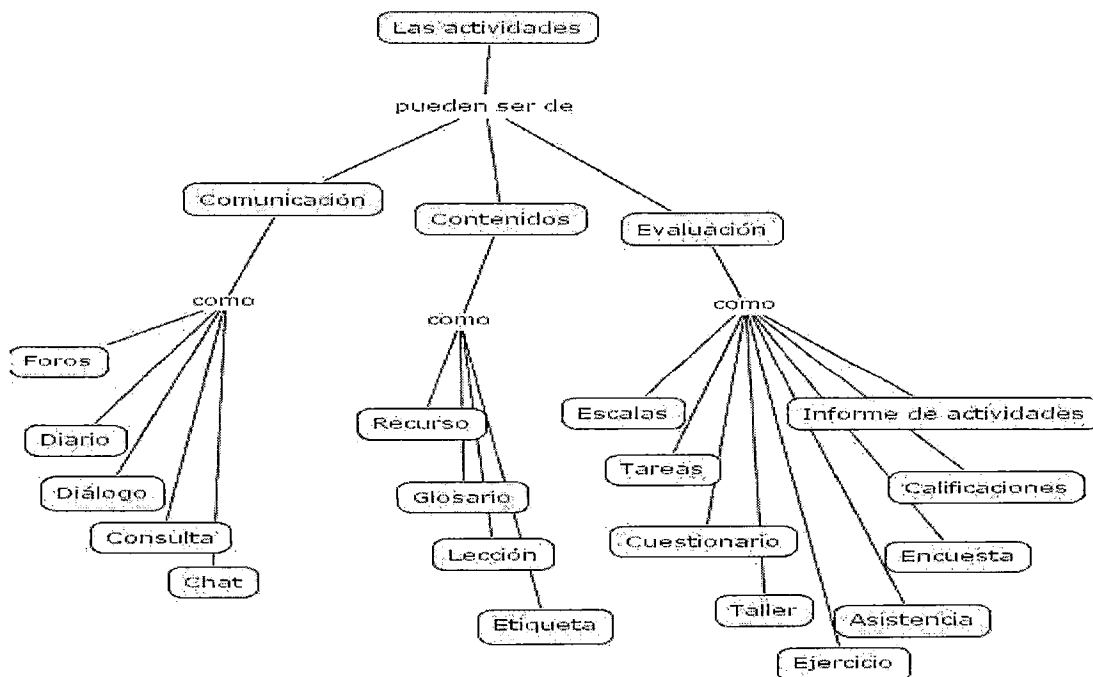 Las actividades
pueden ser de
Comunicación
Contenidos
Evaluación
como
como
como
Foros
Diario
Diálogo
Consulta
Chat
Recurso
Glosario
Lección
Etiqueta
Escalas
Tareas
Cuestionario
Taller
Ejercicio
Asistencia
Encuesta
Calificaciones
Informe de actividades